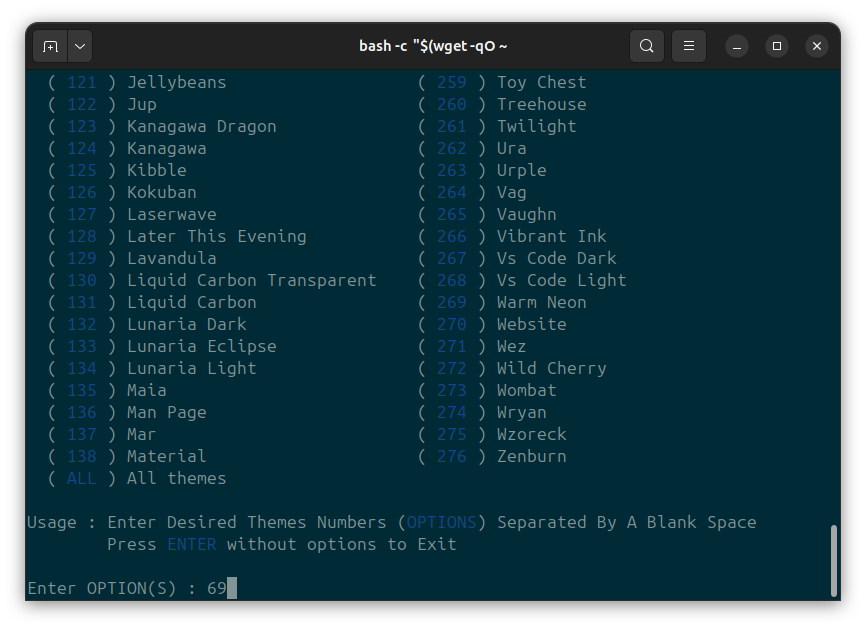 bash -c "$(wget -qO ~
( 121 ) Jellybeans ( 259 ) Toy Chest
( 122 ) Jup ( 260 ) Treehouse
( 123 ) Kanagawa Dragon ( 261 ) Twilight
( 124 ) Kanagawa ( 262 ) Ura
( 125 ) Kibble ( 263 ) Urple
( 126 ) Kokuban ( 264 ) Vag
( 127 ) Laserwave ( 265 ) Vaughn
( 128 ) Later This Evening ( 266 ) Vibrant Ink
( 129 ) Lavandula ( 267 ) Vs Code Dark
( 130 ) Liquid Carbon Transparent ( 268 ) Vs Code Light
( 131 ) Liquid Carbon ( 269 ) Warm Neon
( 132 ) Lunaria Dark ( 270 ) Website
( 133 ) Lunaria Eclipse ( 271 ) Wez
( 134 ) Lunaria Light ( 272 ) Wild Cherry
( 135 ) Maia ( 273 ) Wombat
( 136 ) Man Page ( 274 ) Wryan
( 137 ) Mar ( 275 ) Wzoreck
( 138 ) Material ( 276 ) Zenburn
( ALL ) All themes
Usage : Enter Desired Themes Numbers (OPTIONS) Separated By A Blank Space
Press ENTER without options to Exit
Enter OPTION(S) : 69